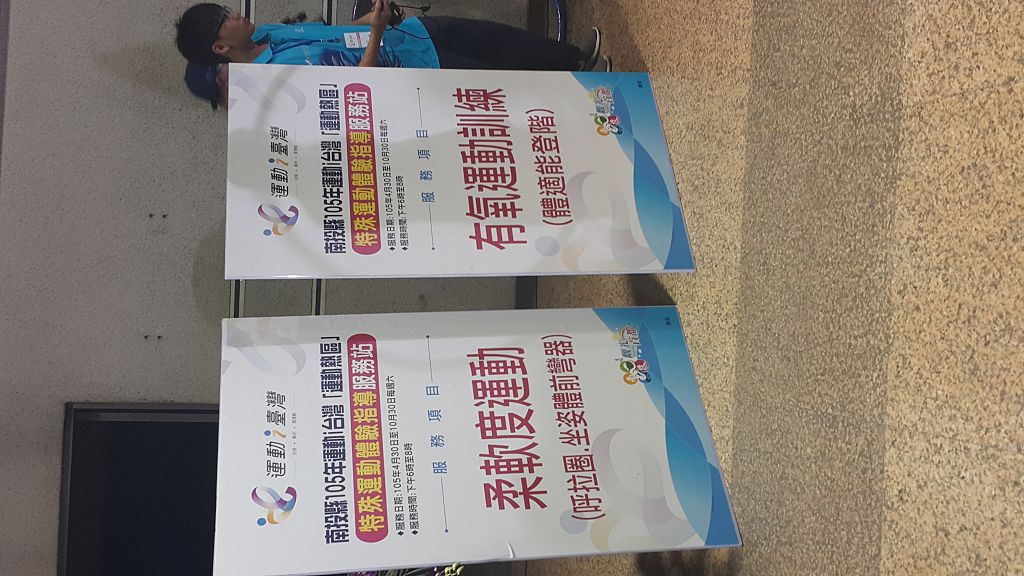 運動i臺灣
南投縣105年運動i台灣「運動熱區」
特殊運動體驗指導服務站
◆服務日期:105年4月30日至10月30日每週六
◆服務時間:下午6時至8時
服務項目
有氧運動訓練
(體適能登階)
運動i臺灣
南投縣105年運動i台灣「運動熱區」
特殊運動體驗指導服務站
◆服務日期:105年4月30日至10月30日每週六
◆服務時間:下午6時至8時
服務項目
柔軟度運動
(呼拉圈.坐姿體前彎器)